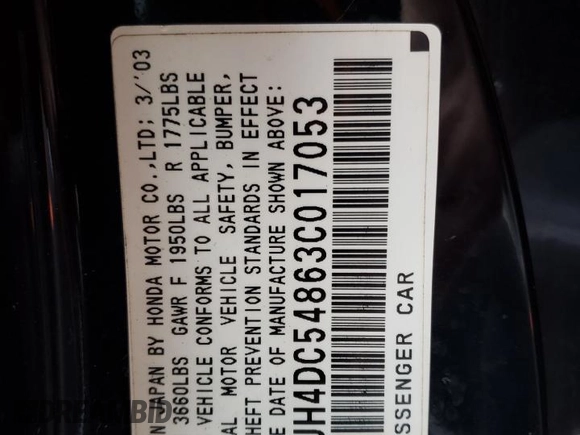 N JAPAN BY HONDA MOTOR CO.,LTD; 3/'03
3660LBS GAWR F 1950LBS R 1775LBS
VEHICLE CONFORMS TO ALL APPLICABLE
AL MOTOR VEHICLE SAFETY, BUMPER,
HEFT PREVENTION STANDARDS IN EFFECT
E DATE OF MANUFACTURE SHOWN ABOVE:
JH4DC54863C017053
SSENGER CAR